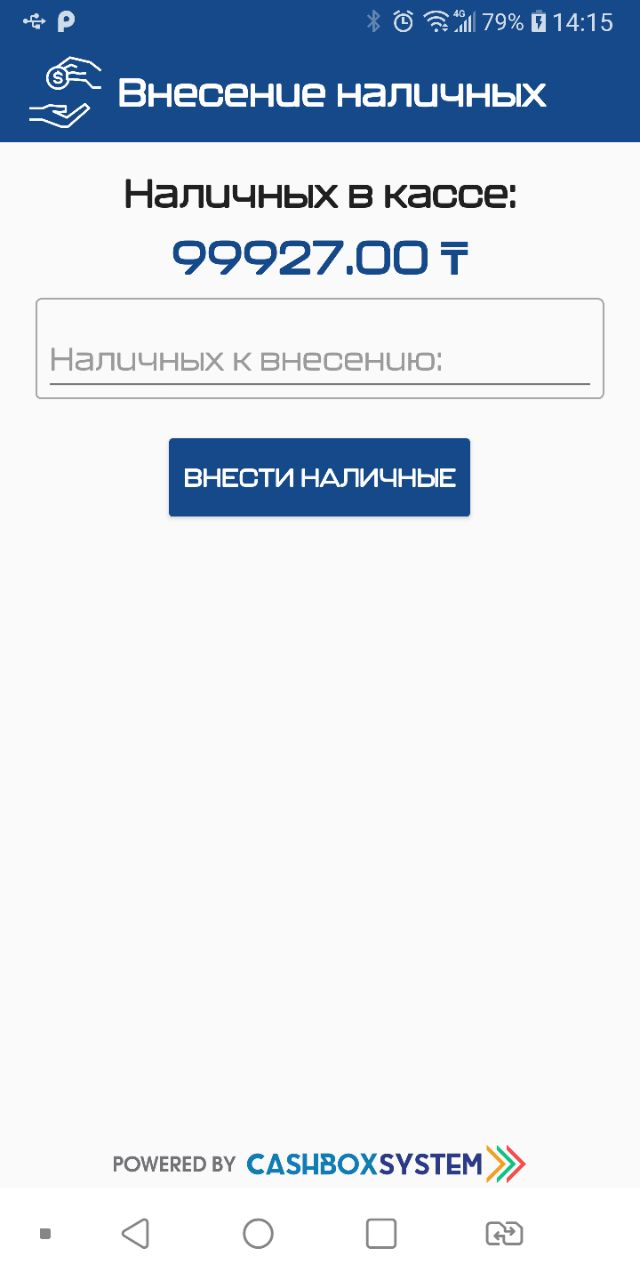 4G 79% 14:15
Внесение наличных
Наличных в кассе:
99927.00 ₸
Наличных к внесению:
ВНЕСТИ НАЛИЧНЫЕ
POWERED BY CASHBOXSYSTEM